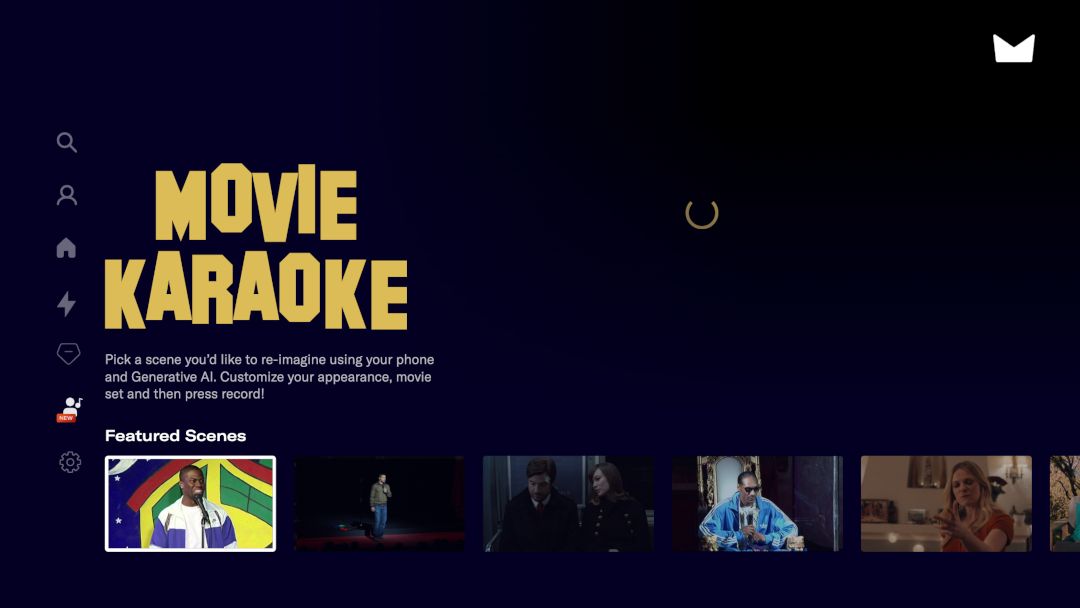 MOVIE
KARAOKE
Pick a scene you'd like to re-imagine using your phone
and Generative AI. Customize your appearance, movie
set and then press record!
NEW
Featured Scenes